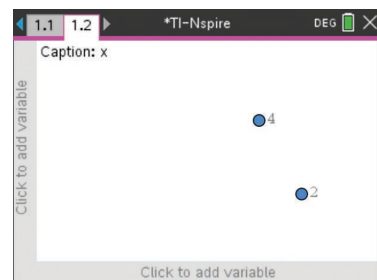 1.1 1.2 *TI-Nspire DEG
Caption: x
Click to add variable
4
2
Click to add variable